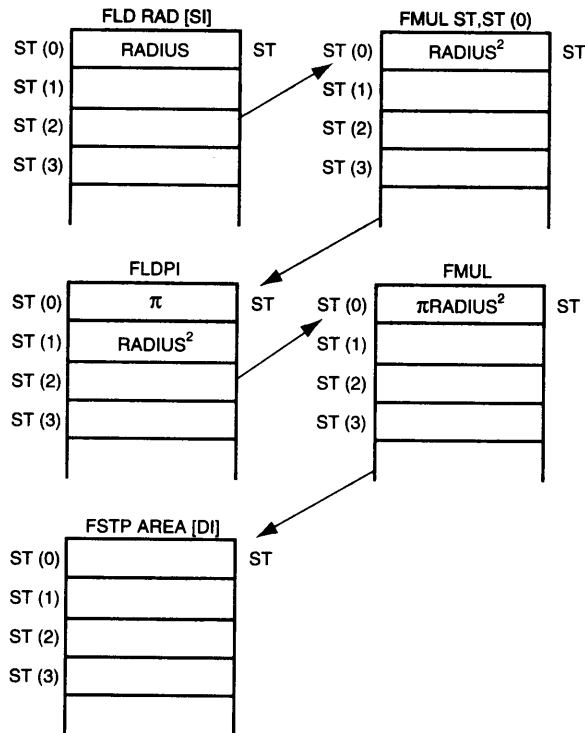 FLD RAD [SI]
ST (0) RADIUS ST
ST (1)
ST (2)
ST (3)
FMUL ST,ST (0)
ST (0) RADIUS² ST
ST (1)
ST (2)
ST (3)
FLDPI
ST (0) π ST
ST (1) RADIUS²
ST (2)
ST (3)
FMUL
ST (0) πRADIUS² ST
ST (1)
ST (2)
ST (3)
FSTP AREA [DI]
ST (0) ST
ST (1)
ST (2)
ST (3)